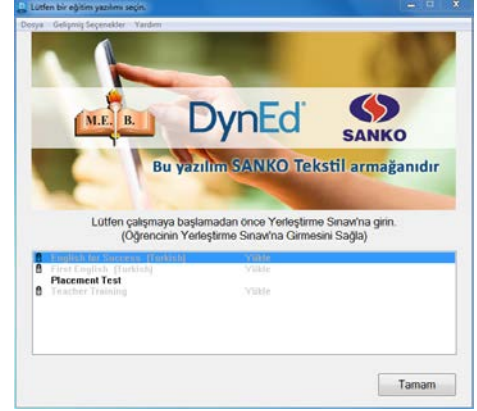 Lütfen bir eğitim yazılımı seçin.
Dosya Gelişmiş Seçenekler Yardım
M.E. B.
DynEd
SANKO
Bu yazılım SANKO Tekstil armağanıdır
Lütfen çalışmaya başlamadan önce Yerleştirme Sınavı'na girin.
(Öğrencinin Yerleştirme Sınavı'na Girmesini Sağla)
English for Success (Turkish) Yükle
First English (Turkish) Yükle
Placement Test
Teacher Training Yükle
Tamam